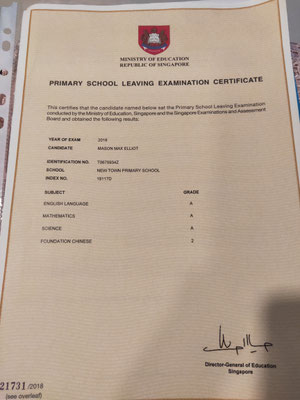 MINISTRY OF EDUCATION
REPUBLIC OF SINGAPORE
PRIMARY SCHOOL LEAVING EXAMINATION CERTIFICATE
This certifies that the candidate named below sat the Primary School Leaving Examination
conducted by the Ministry of Education, Singapore and the Singapore Examinations and Assessment
Board and obtained the following results:
YEAR OF EXAM 2018
CANDIDATE MASON MAX ELLIOT
IDENTIFICATION NO.
SCHOOL NEW TOWN PRIMARY SCHOOL
INDEX NO.
SUBJECT GRADE
ENGLISH LANGUAGE A
MATHEMATICS A
SCIENCE A
FOUNDATION CHINESE 2
Director-General of Education
Singapore
21731/2018
(see overleaf)